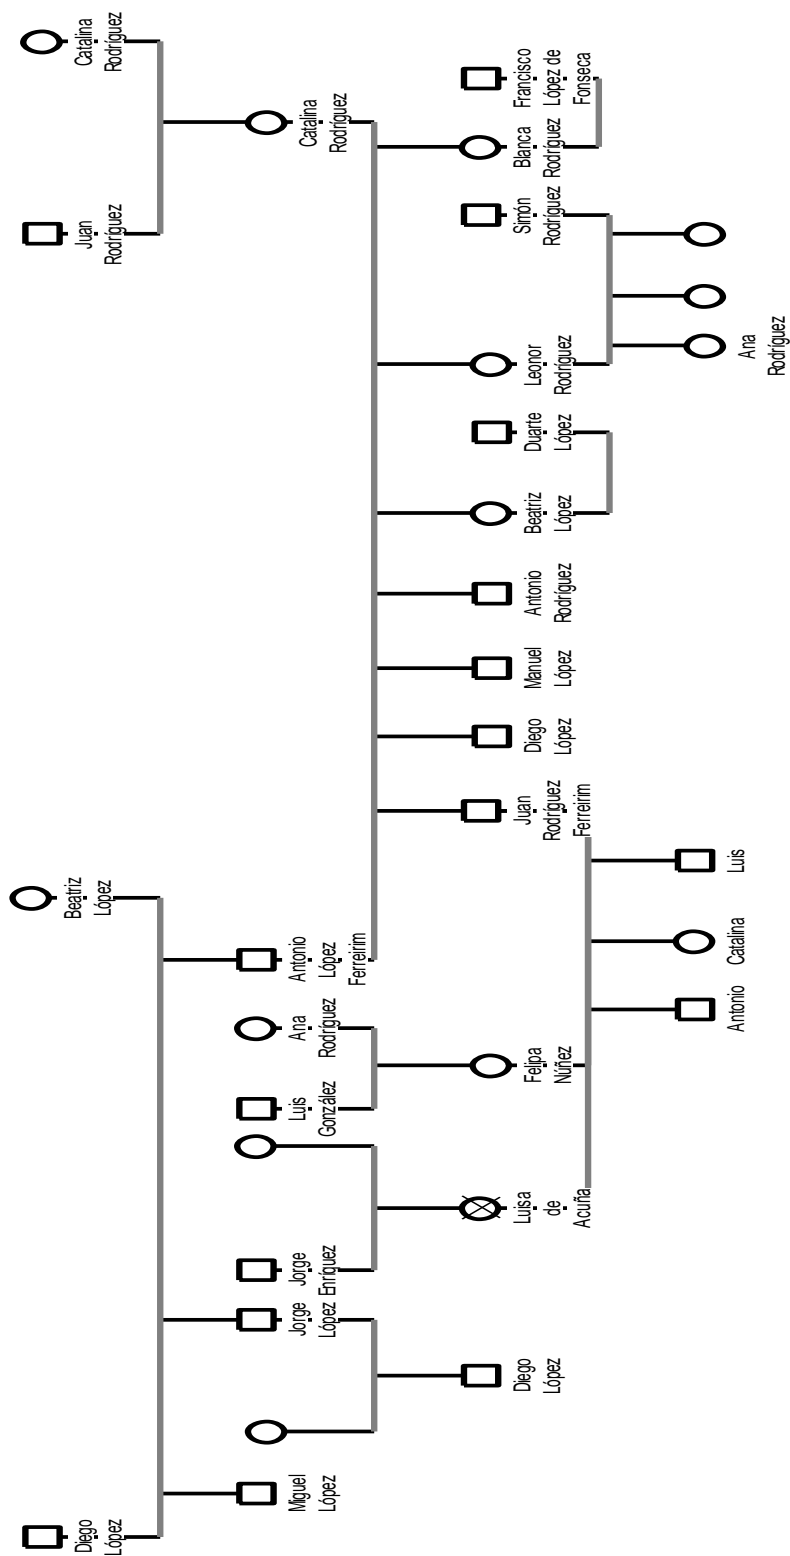 Diego
López
Beatriz
López
Juan
Rodríguez
Catalina
Rodríguez
Miguel
López
Jorge
López
Jorge
Enríquez
Luis
González
Ana
Rodríguez
Antonio
López
Ferreirim
Catalina
Rodríguez
Diego
López
Luisa
de
Acuña
Felipa
Núñez
Juan
Rodríguez
Ferreirim
Diego
López
Manuel
López
Antonio
Rodríguez
Beatriz
López
Duarte
López
Leonor
Rodríguez
Simón
Rodríguez
Blanca
Rodríguez
Francisco
López de
Fonseca
Antonio
Catalina
Luis
Ana
Rodríguez